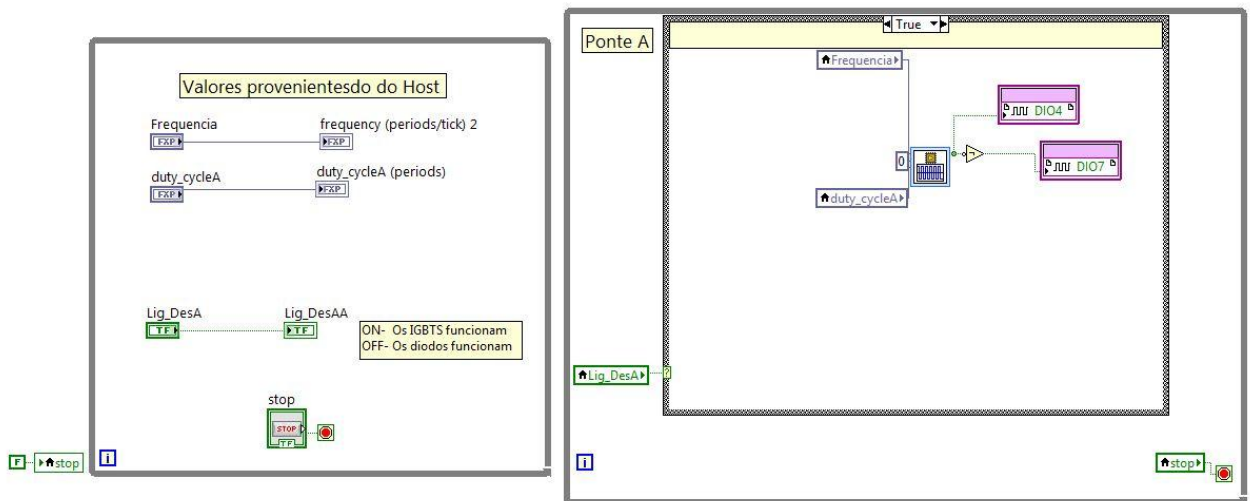 Valores provenientesdo do Host
Frequencia
frequency (periods/tick) 2
FXP
FXP
duty_cycleA
duty_cycleA (periods)
FXP
FXP
Lig_DesA
Lig_DesAA
TF
TF
ON- Os IGBTS funcionam
OFF- Os diodos funcionam
stop
STOP
TF
i
F
stop
Ponte A
True
Frequencia
DIO4
0
DIO7
duty_cycleA
Lig_DesA
?
i
stop